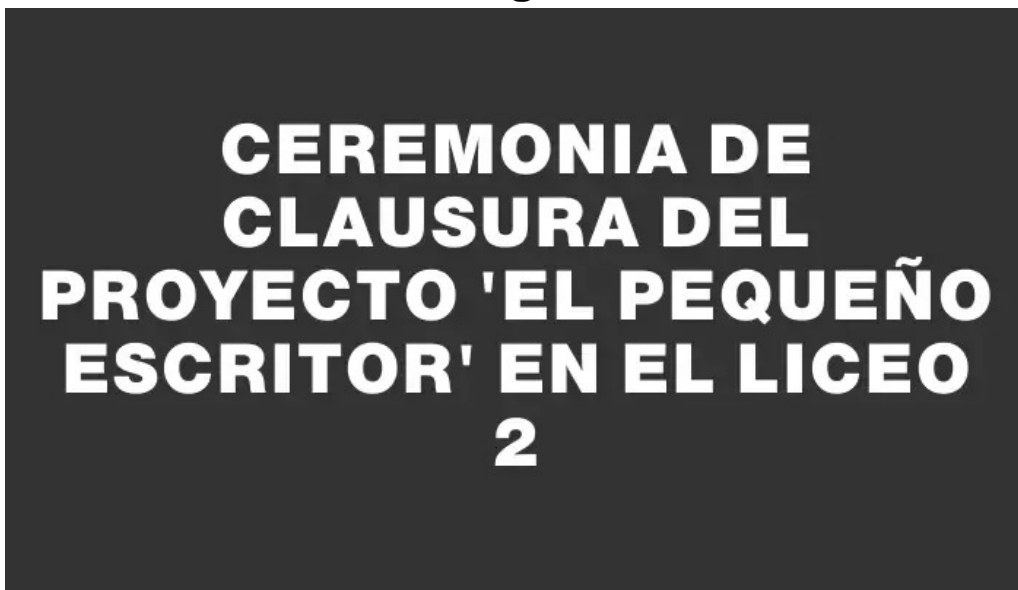 CEREMONIA DE
CLAUSURA DEL
PROYECTO 'EL PEQUEÑO
ESCRITOR' EN EL LICEO
2